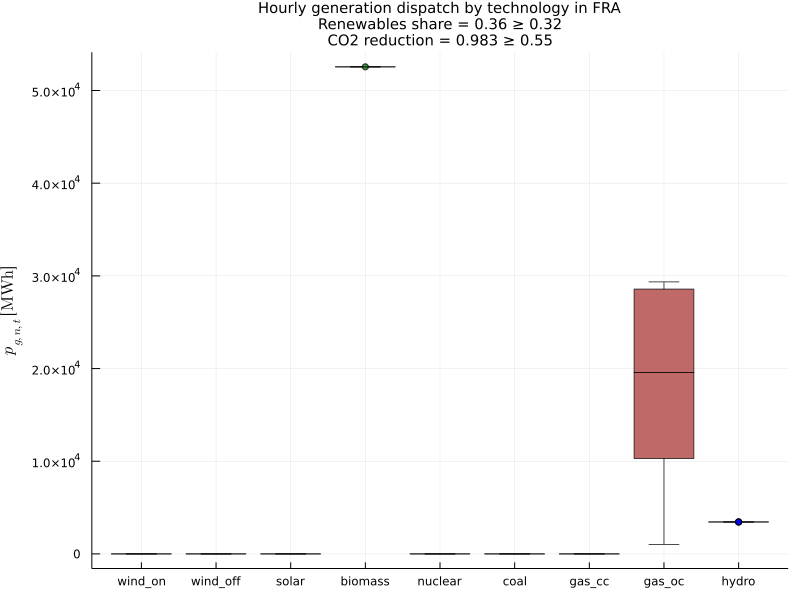 Hourly generation dispatch by technology in FRA
Renewables share = 0.36 ≥ 0.32
CO2 reduction = 0.983 ≥ 0.55
p_{g,n,t} [MWh]
5.0×10⁴
4.0×10⁴
3.0×10⁴
2.0×10⁴
1.0×10⁴
0
wind_on wind_off solar biomass nuclear coal gas_cc gas_oc hydro